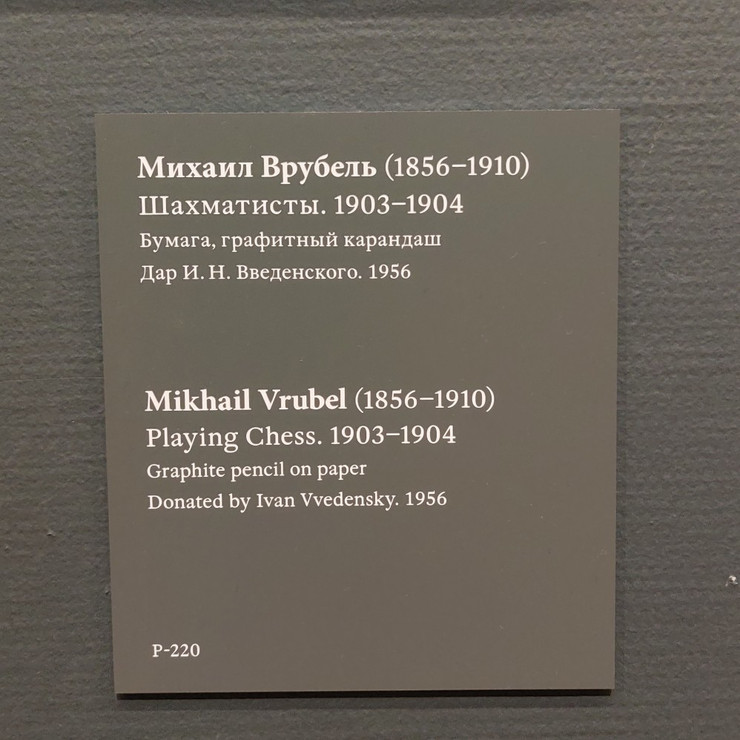 Михаил Врубель (1856–1910)
Шахматисты. 1903–1904
Бумага, графитный карандаш
Дар И. Н. Введенского. 1956
Mikhail Vrubel (1856–1910)
Playing Chess. 1903–1904
Graphite pencil on paper
Donated by Ivan Vvedensky. 1956
Р-220